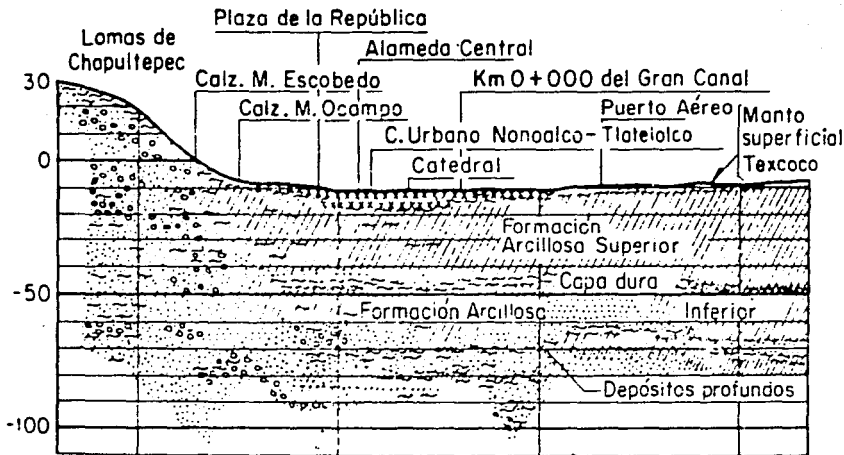 Plaza de la República
Lomas de
Chapultepec
Alameda Central
Calz. M. Escobedo
Km 0+000 del Gran Canal
Calz. M. Ocampo
Puerto Aéreo
Manto
superficial
Texcoco
C. Urbano Nonoalco-Tlatelolco
Catedral
30
0
Formación
Arcillosa Superior
Capa dura
-50
Formación Arcillosa Inferior
Depósitos profundos
-100